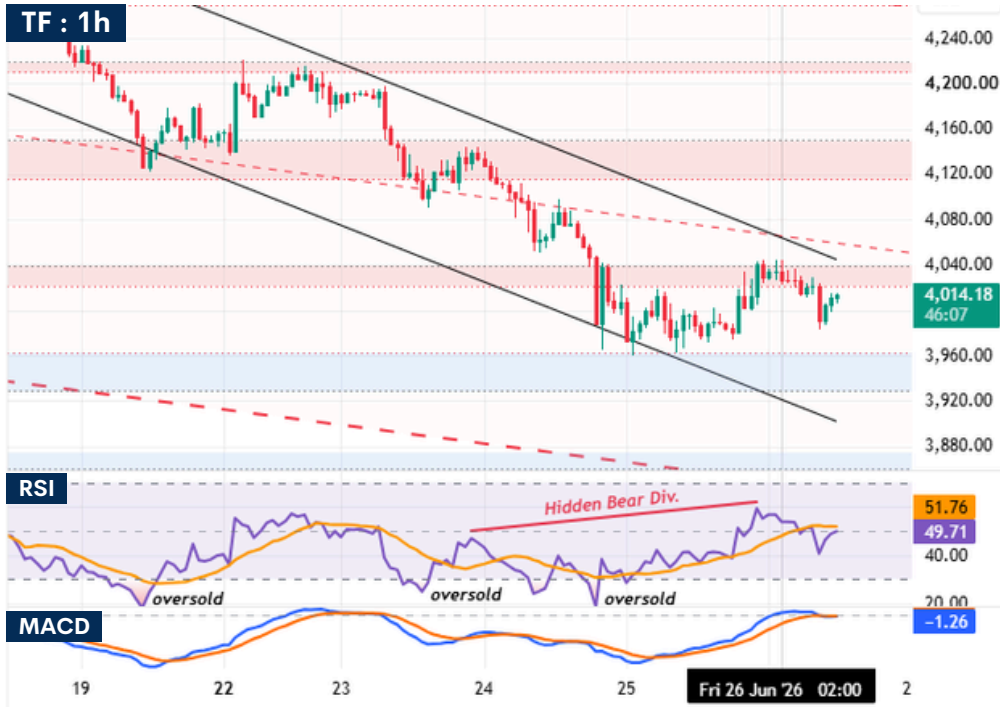 TF : 1h
4,240.00
4,200.00
4,160.00
4,120.00
4,080.00
4,040.00
4,014.18
46:07
3,960.00
3,920.00
3,880.00
RSI
Hidden Bear Div.
51.76
49.71
40.00
oversold
oversold
oversold
20.00
MACD
−1.26
19
22
23
24
25
Fri 26 Jun '26 02:00
2